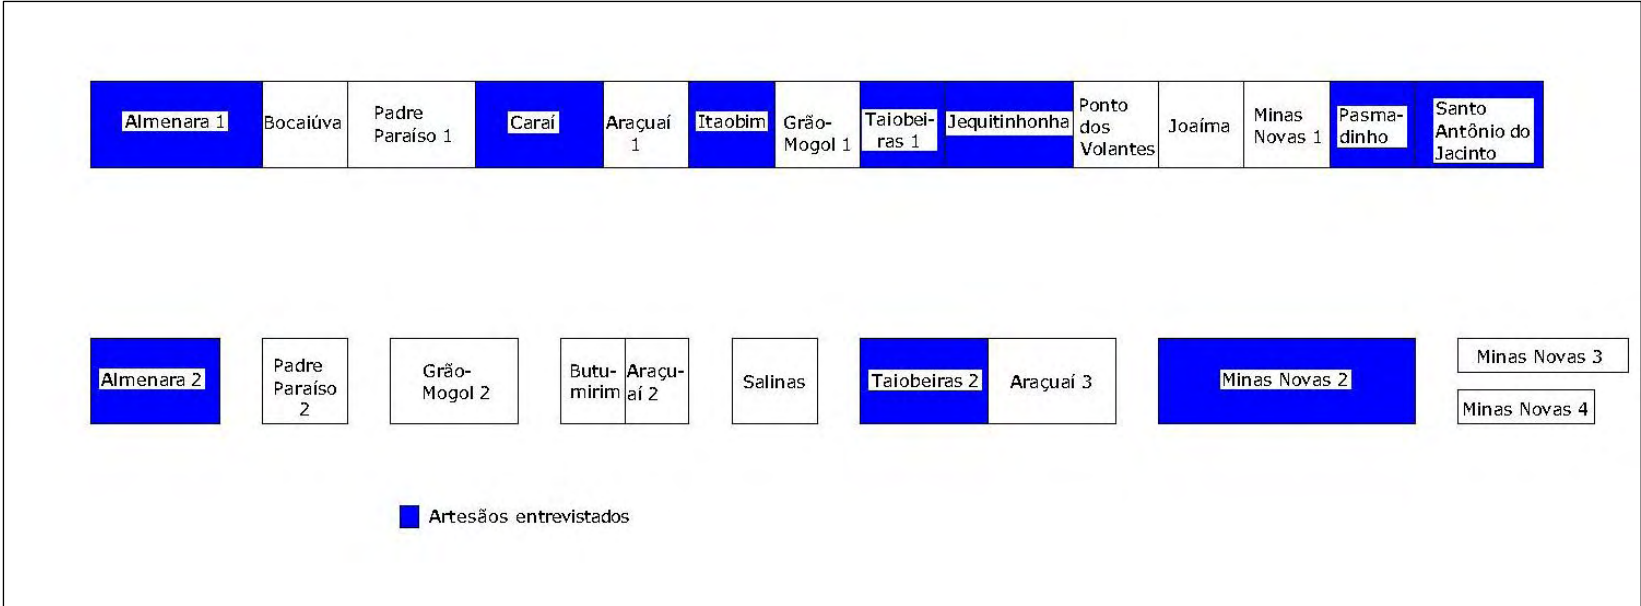 Almenara 1
Bocaiúva
Padre
Paraíso 1
Caraí
Araçuaí
1
Itaobim
Grão-
Mogol 1
Taiobei-
ras 1
Jequitinhonha
Ponto
dos
Volantes
Joaíma
Minas
Novas 1
Pasma-
dinho
Santo
Antônio do
Jacinto
Almenara 2
Padre
Paraíso
2
Grão-
Mogol 2
Butu-
mirim
Araçu-
aí 2
Salinas
Taiobeiras 2
Araçuaí 3
Minas Novas 2
Minas Novas 3
Minas Novas 4
Artesãos entrevistados